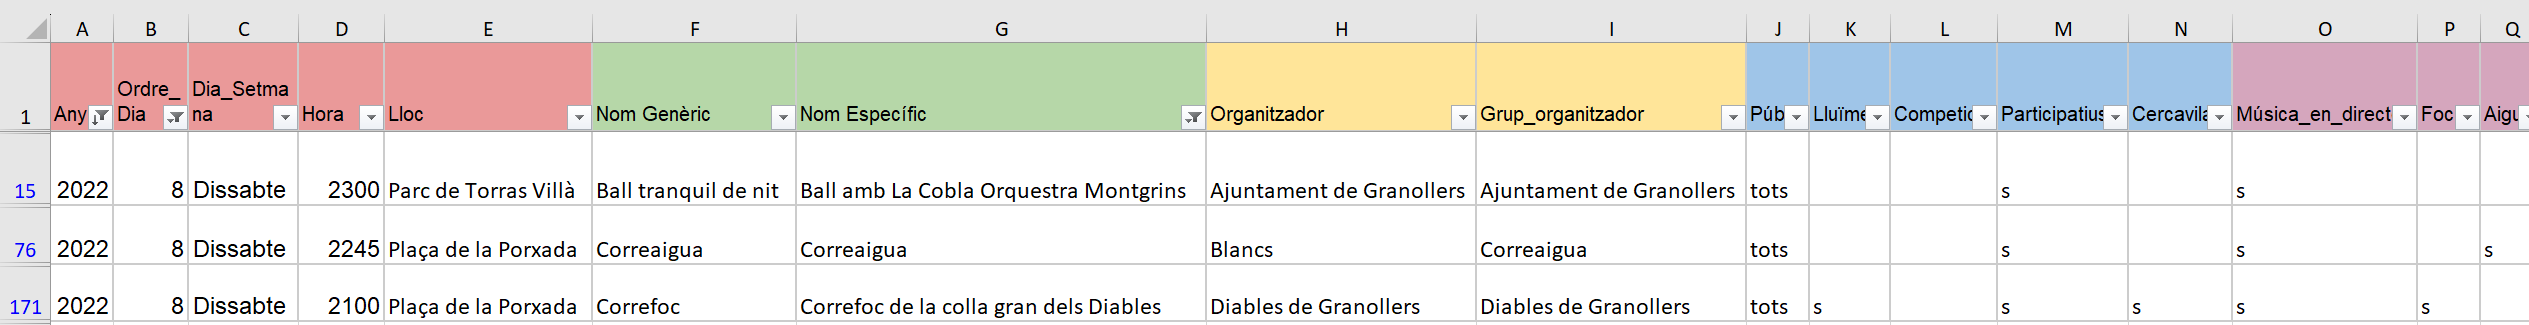 A B C D E F G H I J K L M N O P Q
1 Any Ordre_ Dia Dia_Setma na Hora Lloc Nom Genèric Nom Específic Organitzador Grup_organitzador Púb Lluïme Competic Participatius Cercavila Música_en_direct Foc Aigu
15 2022 8 Dissabte 2300 Parc de Torras Villà Ball tranquil de nit Ball amb La Cobla Orquestra Montgrins Ajuntament de Granollers Ajuntament de Granollers tots s s
76 2022 8 Dissabte 2245 Plaça de la Porxada Correaigua Correaigua Blancs Correaigua tots s s s
171 2022 8 Dissabte 2100 Plaça de la Porxada Correfoc Correfoc de la colla gran dels Diables Diables de Granollers Diables de Granollers tots s s s s s